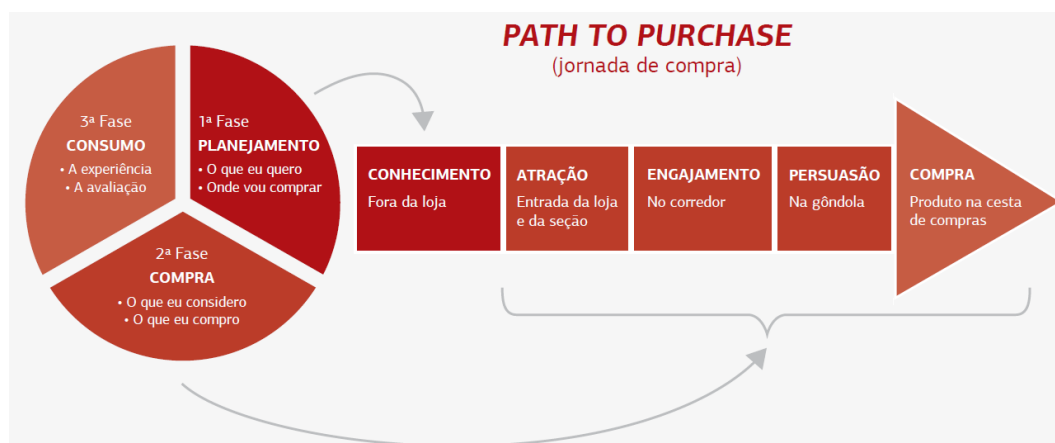 PATH TO PURCHASE
(jornada de compra)
3ª Fase
CONSUMO
• A experiência
• A avaliação
1ª Fase
PLANEJAMENTO
• O que eu quero
• Onde vou comprar
2ª Fase
COMPRA
• O que eu considero
• O que eu compro
CONHECIMENTO
Fora da loja
ATRAÇÃO
Entrada da loja
e da seção
ENGAJAMENTO
No corredor
PERSUASÃO
Na gôndola
COMPRA
Produto na cesta
de compras